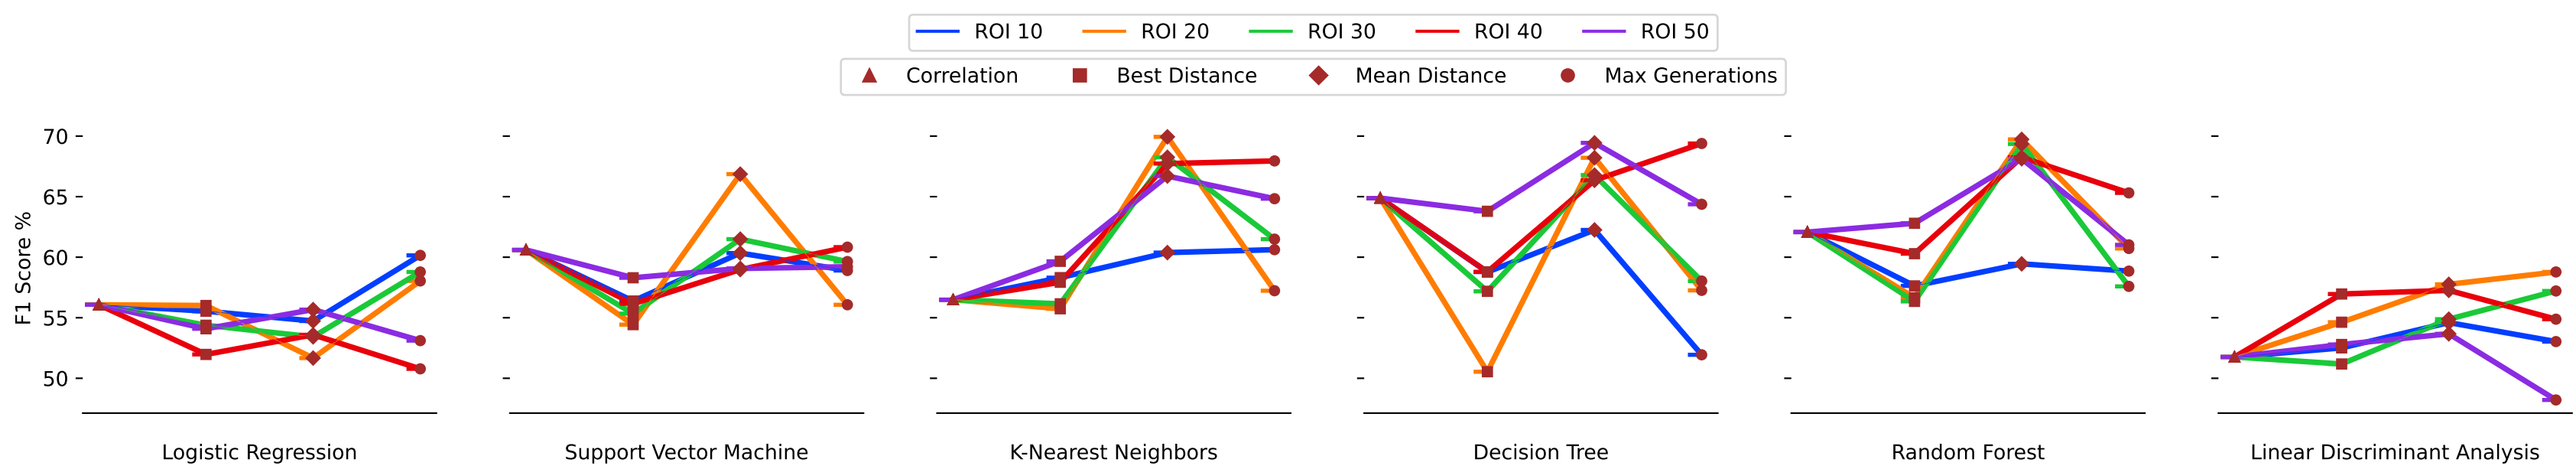 ROI 10 ROI 20 ROI 30 ROI 40 ROI 50
Correlation Best Distance Mean Distance Max Generations
F1 Score %
70
65
60
55
50
Logistic Regression Support Vector Machine K-Nearest Neighbors Decision Tree Random Forest Linear Discriminant Analysis